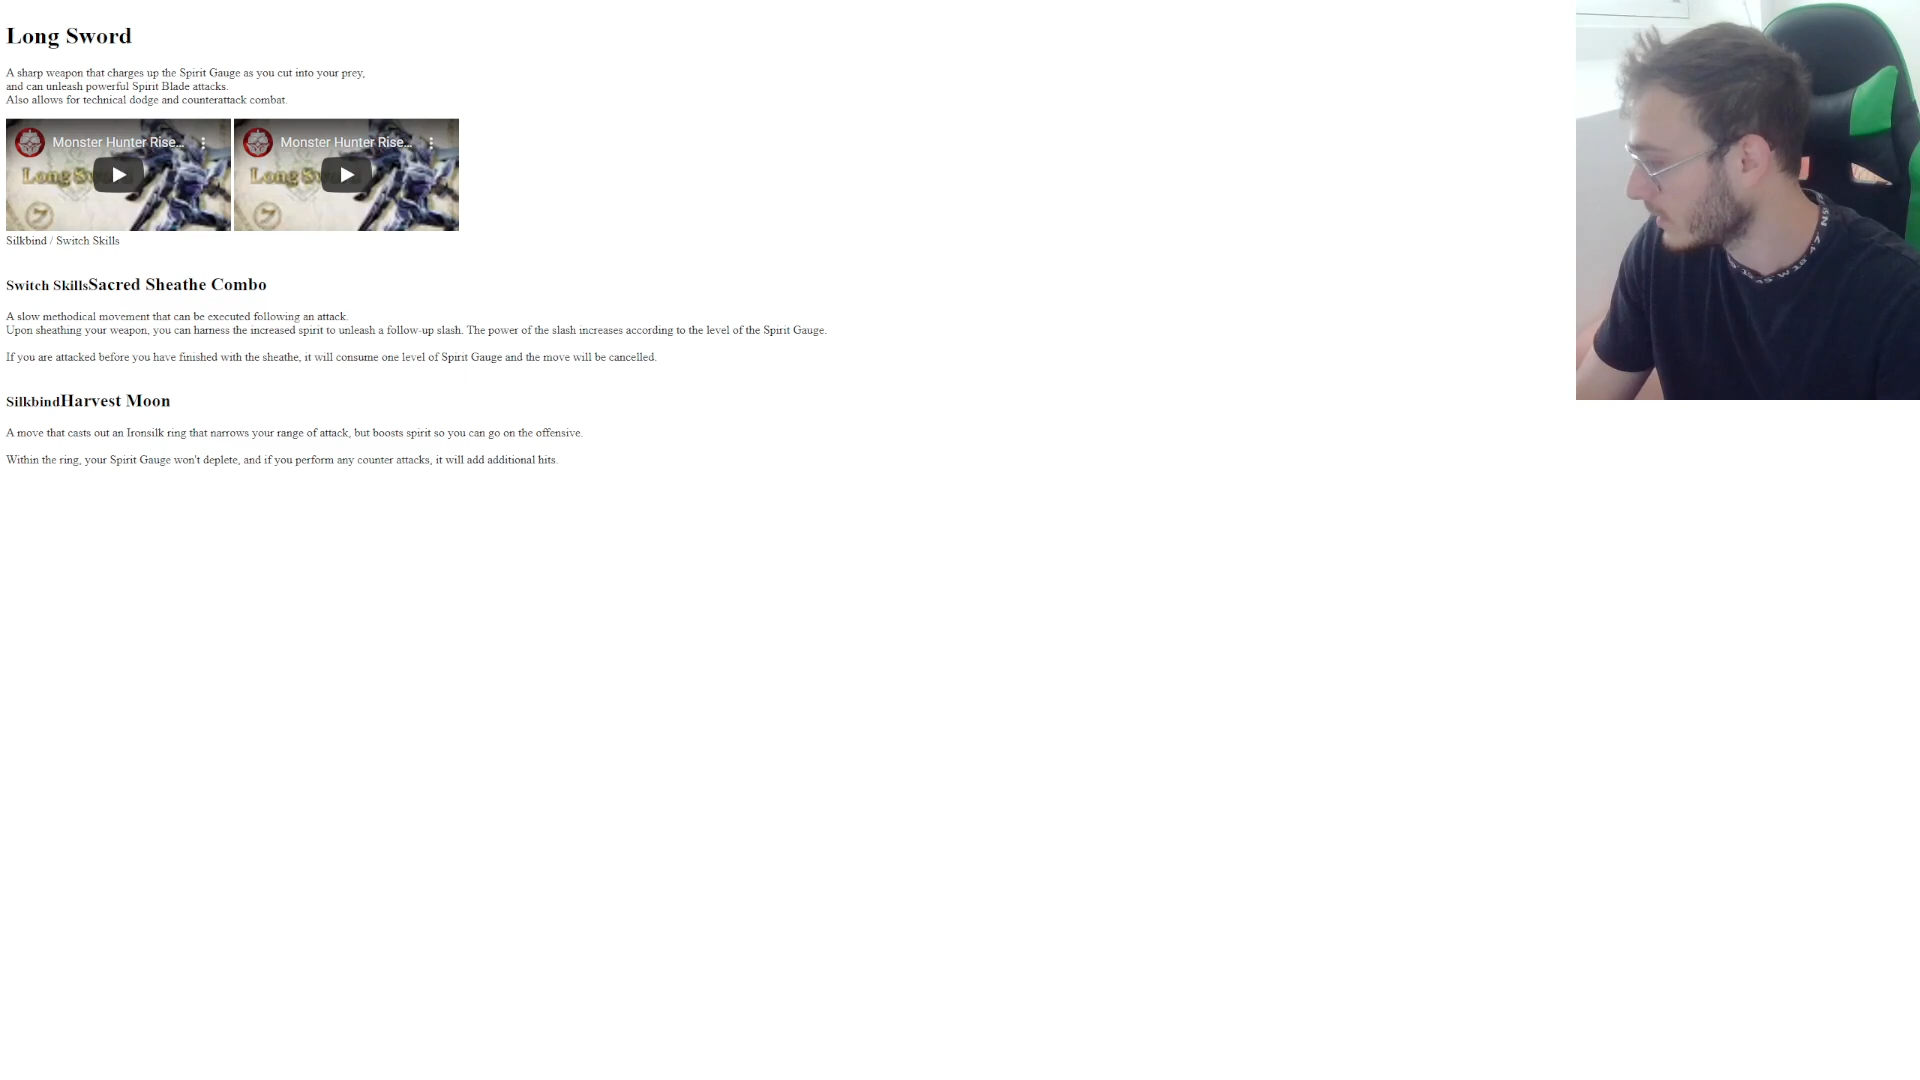 Long Sword
A sharp weapon that charges up the Spirit Gauge as you cut into your prey,
and can unleash powerful Spirit Blade attacks.
Also allows for technical dodge and counterattack combat.
Monster Hunter Rise...
Monster Hunter Rise...
Long S
Long S
Silkbind / Switch Skills
Switch SkillsSacred Sheathe Combo
A slow methodical movement that can be executed following an attack.
Upon sheathing your weapon, you can harness the increased spirit to unleash a follow-up slash. The power of the slash increases according to the level of the Spirit Gauge.
If you are attacked before you have finished with the sheathe, it will consume one level of Spirit Gauge and the move will be cancelled.
SilkbindHarvest Moon
A move that casts out an Ironsilk ring that narrows your range of attack, but boosts spirit so you can go on the offensive.
Within the ring, your Spirit Gauge won't deplete, and if you perform any counter attacks, it will add additional hits.